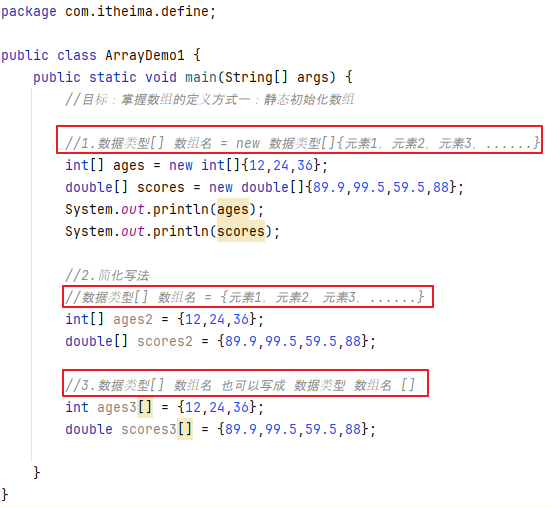 package com.itheima.define;
public class ArrayDemo1 {
public static void main(String[] args) {
//目标：掌握数组的定义方式一：静态初始化数组
//1.数据类型[] 数组名 = new 数据类型[]{元素1，元素2，元素3，......}
int[] ages = new int[]{12,24,36};
double[] scores = new double[]{89.9,99.5,59.5,88};
System.out.println(ages);
System.out.println(scores);
//2.简化写法
//数据类型[] 数组名 = {元素1，元素2，元素3，......}
int[] ages2 = {12,24,36};
double[] scores2 = {89.9,99.5,59.5,88};
//3.数据类型[] 数组名 也可以写成 数据类型 数组名 []
int ages3[] = {12,24,36};
double scores3[] = {89.9,99.5,59.5,88};
}
}